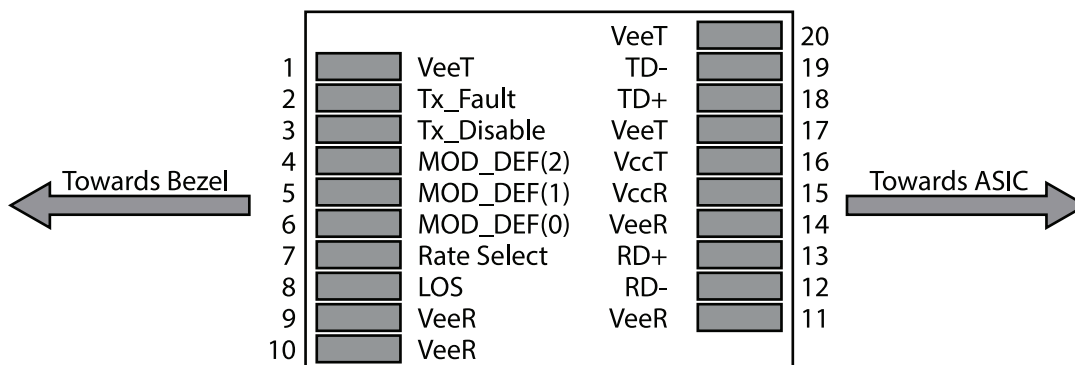 VeeT 20
1 VeeT TD- 19
2 Tx_Fault TD+ 18
3 Tx_Disable VeeT 17
4 MOD_DEF(2) VccT 16
Towards Bezel 5 MOD_DEF(1) VccR 15 Towards ASIC
6 MOD_DEF(0) VeeR 14
7 Rate Select RD+ 13
8 LOS RD- 12
9 VeeR VeeR 11
10 VeeR